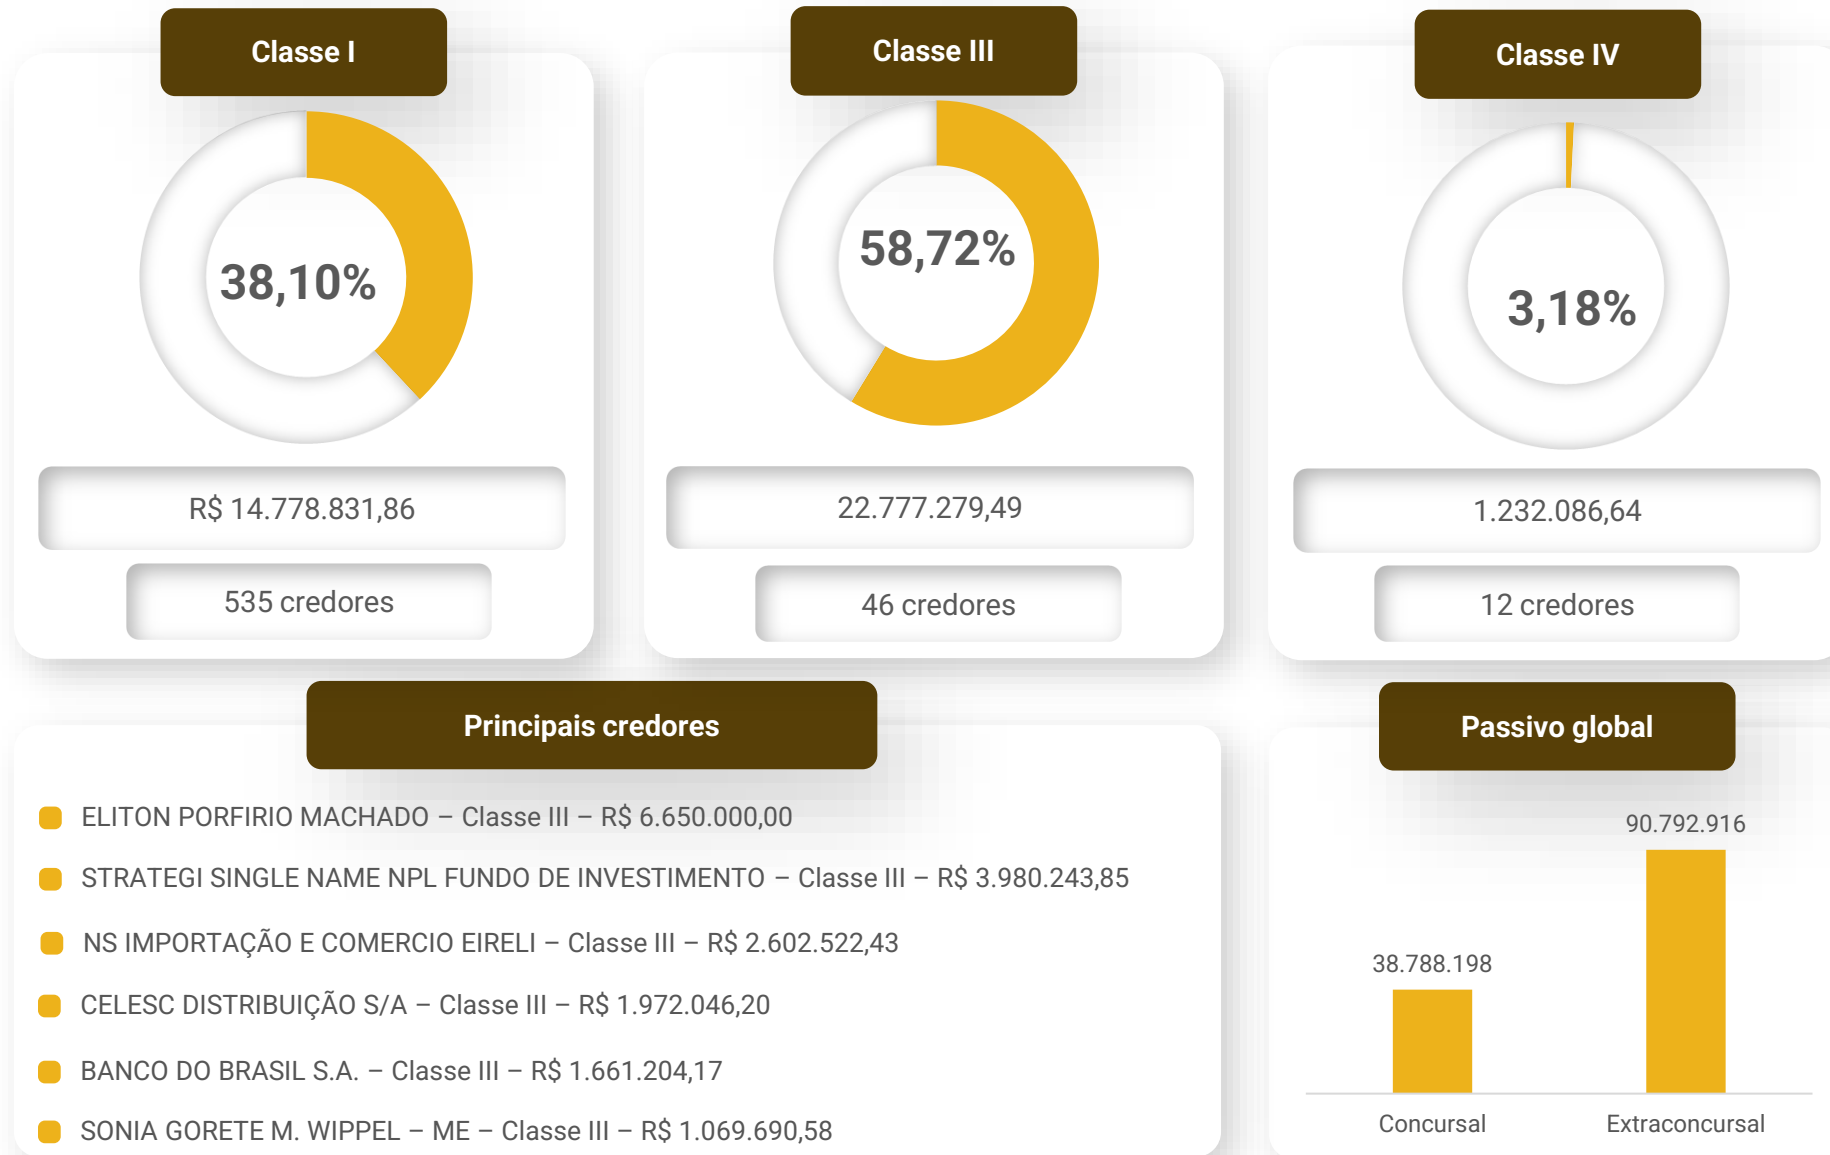 Classe I
38,10%
R$ 14.778.831,86
535 credores
Classe III
58,72%
22.777.279,49
46 credores
Classe IV
3,18%
1.232.086,64
12 credores
Principais credores
ELITON PORFIRIO MACHADO – Classe III – R$ 6.650.000,00
STRATEGI SINGLE NAME NPL FUNDO DE INVESTIMENTO – Classe III – R$ 3.980.243,85
NS IMPORTAÇÃO E COMERCIO EIRELI – Classe III – R$ 2.602.522,43
CELESC DISTRIBUIÇÃO S/A – Classe III – R$ 1.972.046,20
BANCO DO BRASIL S.A. – Classe III – R$ 1.661.204,17
SONIA GORETE M. WIPPEL – ME – Classe III – R$ 1.069.690,58
Passivo global
90.792.916
38.788.198
Concursal
Extraconcursal